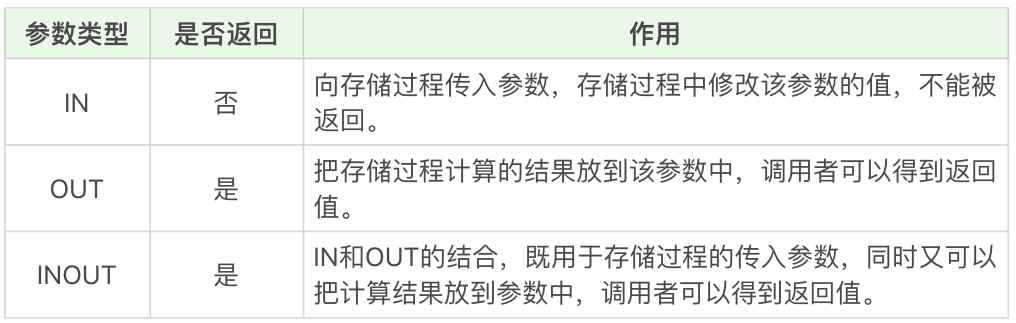 参数类型 是否返回 作用
IN 否 向存储过程传入参数，存储过程中修改该参数的值，不能被
返回。
OUT 是 把存储过程计算的结果放到该参数中，调用者可以得到返回
值。
INOUT 是 IN和OUT的结合，既用于存储过程的传入参数，同时又可以
把计算结果放到参数中，调用者可以得到返回值。